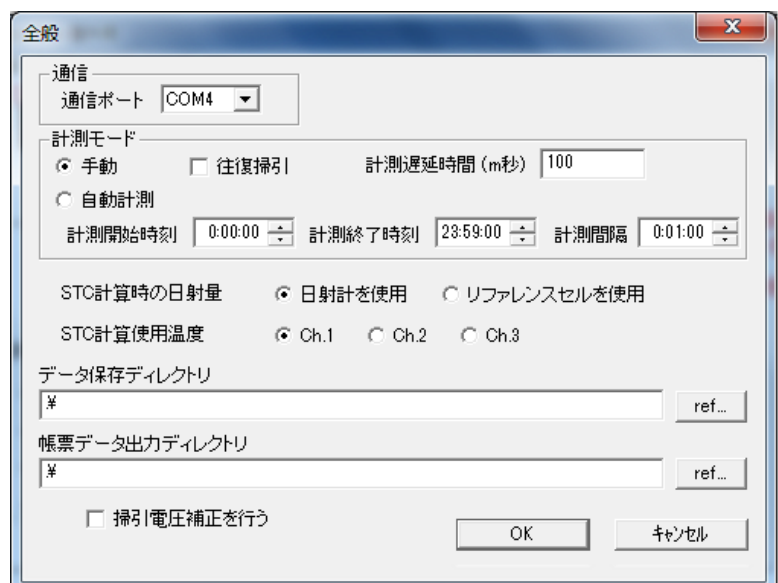 全般
通信
通信ポート COM4
計測モード
手動 往復掃引 計測遅延時間 (m秒) 100
自動計測
計測開始時刻 0:00:00 計測終了時刻 23:59:00 計測間隔 0:01:00
STC計算時の日射量 日射計を使用 リファレンスセルを使用
STC計算使用温度 Ch.1 Ch.2 Ch.3
データ保存ディレクトリ
.¥ ref...
帳票データ出力ディレクトリ
.¥ ref...
掃引電圧補正を行う OK キャンセル